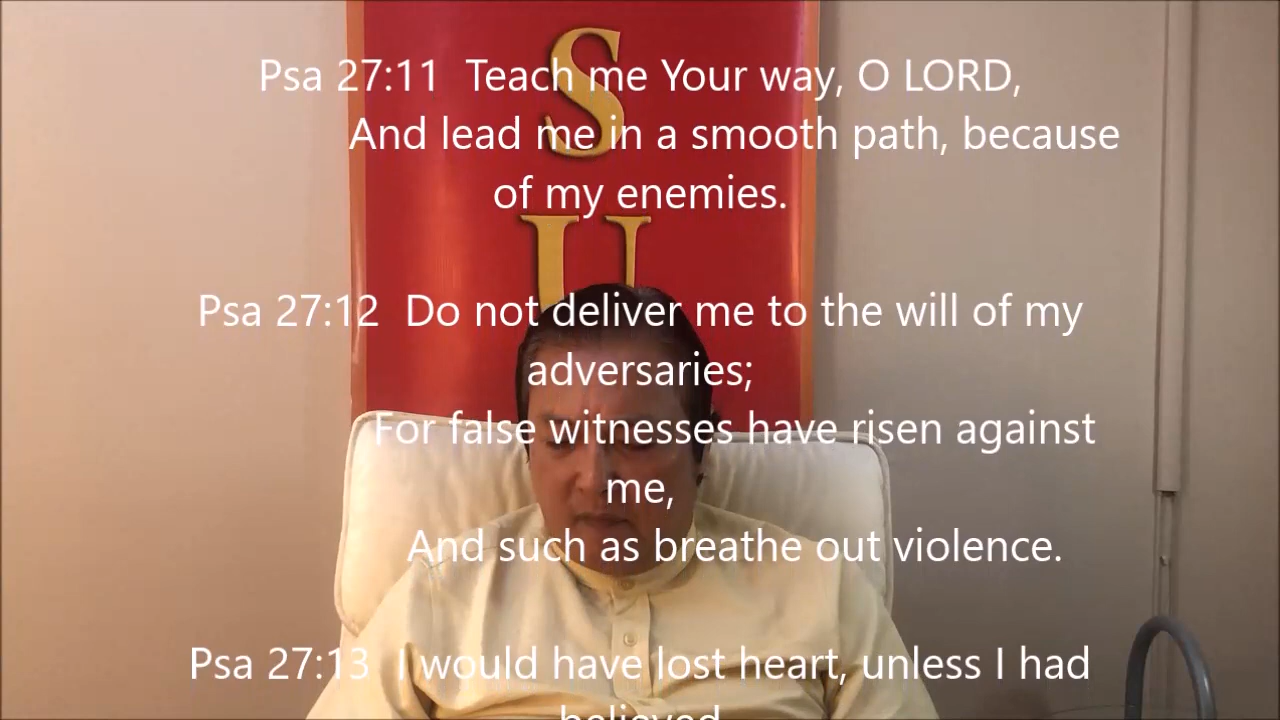 S
U
Psa 27:11 Teach me Your way, O LORD,
And lead me in a smooth path, because
of my enemies.
Psa 27:12 Do not deliver me to the will of my
adversaries;
For false witnesses have risen against
me,
And such as breathe out violence.
Psa 27:13 I would have lost heart, unless I had
believed